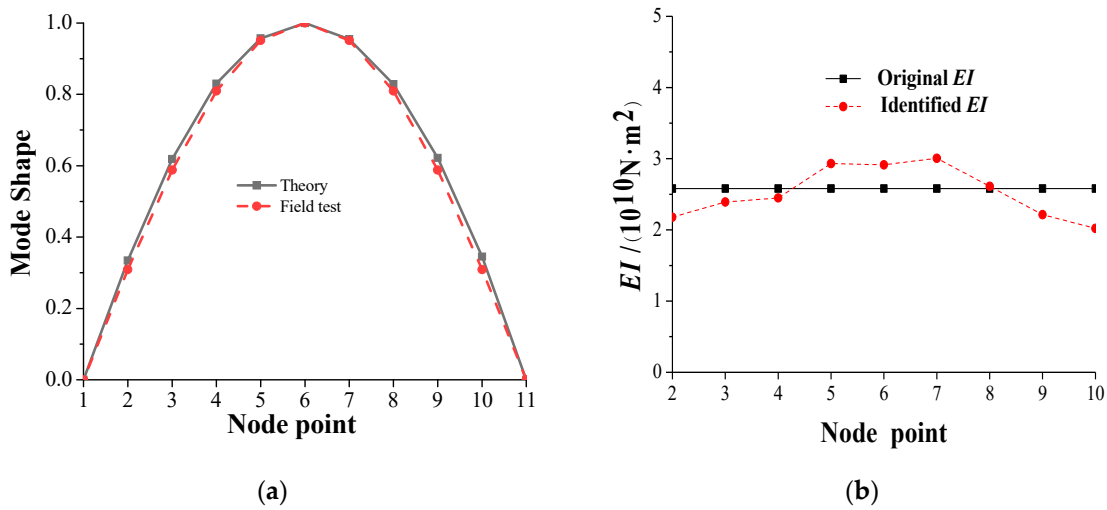 1.0
0.8
0.6
0.4
0.2
0.0
Mode Shape
Theory
Field test
1 2 3 4 5 6 7 8 9 10 11
Node point
(a)
5
4
3
2
1
0
EI / (10^10 N·m^2)
Original EI
Identified EI
2 3 4 5 6 7 8 9 10
Node point
(b)